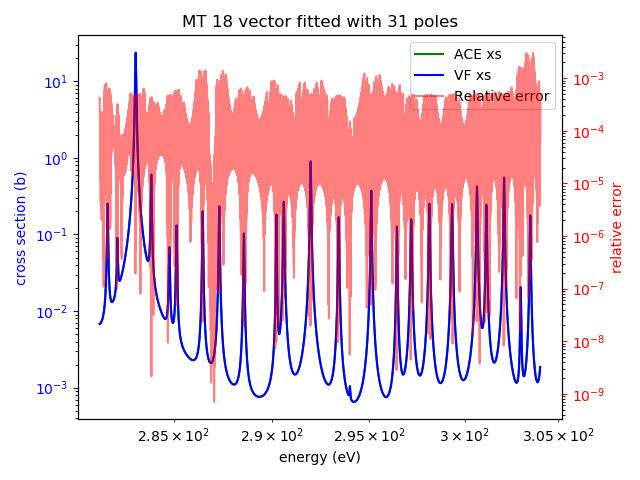 MT 18 vector fitted with 31 poles
ACE xs
VF xs
Relative error
cross section (b)
10¹
10⁰
10⁻¹
10⁻²
10⁻³
relative error
10⁻³
10⁻⁴
10⁻⁵
10⁻⁶
10⁻⁷
10⁻⁸
10⁻⁹
2.85 × 10² 2.9 × 10² 2.95 × 10² 3 × 10² 3.05 × 10²
energy (eV)